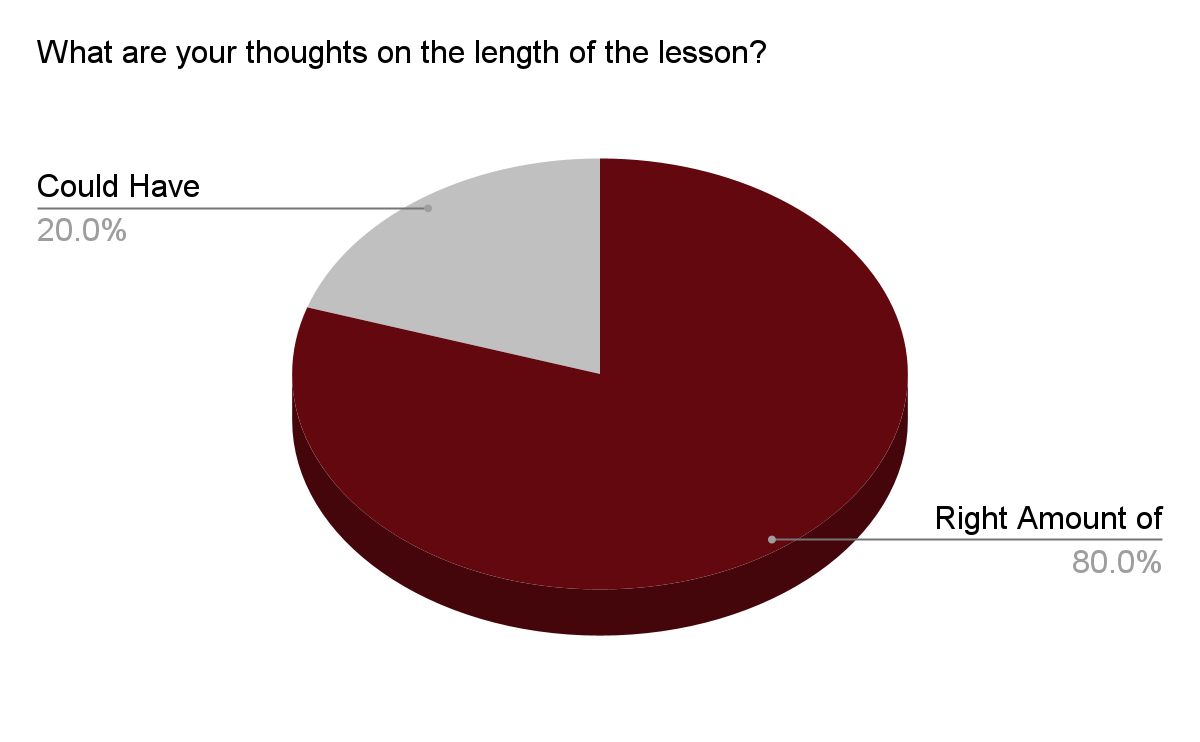 What are your thoughts on the length of the lesson?
Could Have
20.0%
Right Amount of
80.0%